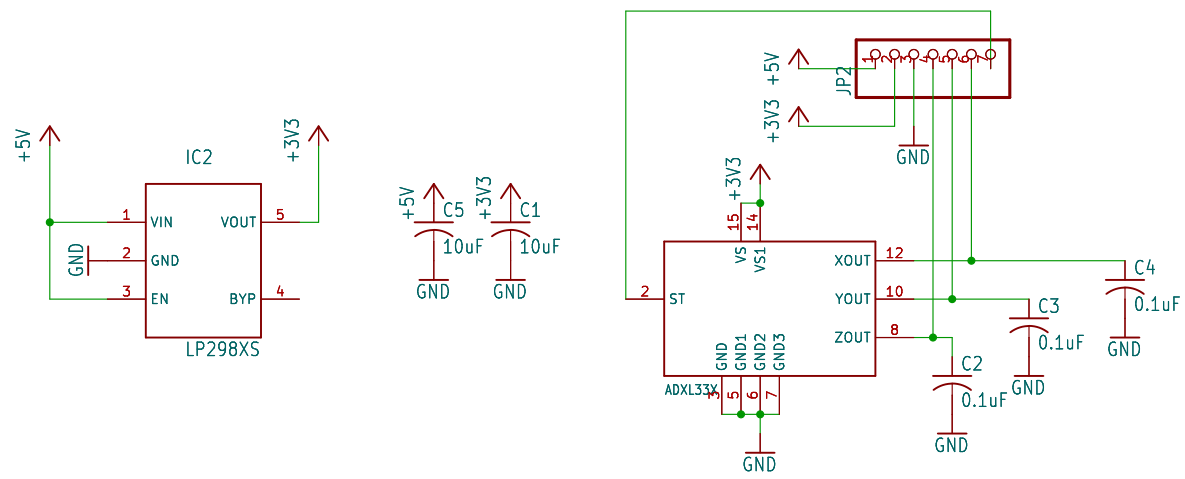 +5V
IC2
+3V3
1
VIN
VOUT
5
GND
2
GND
3
EN
BYP
4
LP298XS
+5V
C5
10uF
GND
+3V3
C1
10uF
GND
+5V
+3V3
JP2
1
2
3
4
5
6
7
GND
+3V3
15
14
VS
VS1
2
ST
XOUT
12
YOUT
10
ZOUT
8
GND
GND1
GND2
GND3
ADXL33X
3
5
6
7
GND
C4
0.1uF
GND
C3
0.1uF
GND
C2
0.1uF
GND